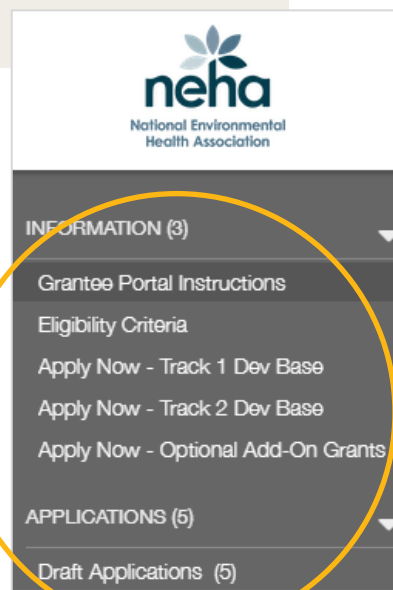 neha
National Environmental
Health Association
INFORMATION (3)
Grantee Portal Instructions
Eligibility Criteria
Apply Now - Track 1 Dev Base
Apply Now - Track 2 Dev Base
Apply Now - Optional Add-On Grants
APPLICATIONS (5)
Draft Applications (5)